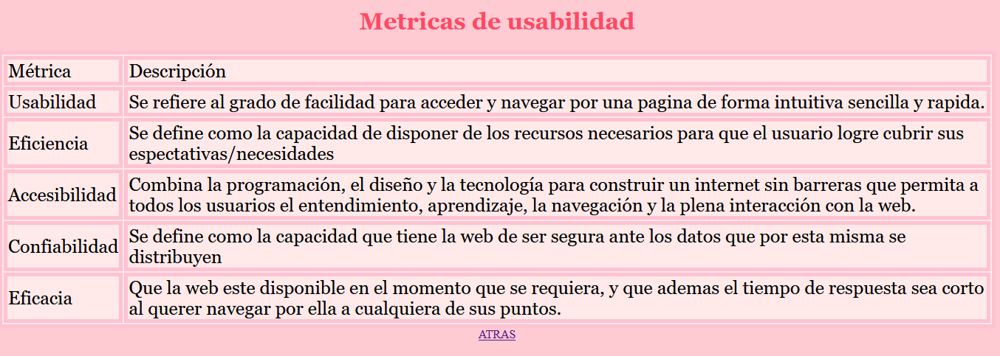 Metricas de usabilidad
Métrica
Descripción
Usabilidad
Se refiere al grado de facilidad para acceder y navegar por una pagina de forma intuitiva sencilla y rapida.
Eficiencia
Se define como la capacidad de disponer de los recursos necesarios para que el usuario logre cubrir sus
espectativas/necesidades
Accesibilidad
Combina la programación, el diseño y la tecnología para construir un internet sin barreras que permita a
todos los usuarios el entendimiento, aprendizaje, la navegación y la plena interacción con la web.
Confiabilidad
Se define como la capacidad que tiene la web de ser segura ante los datos que por esta misma se
distribuyen
Eficacia
Que la web este disponible en el momento que se requiera, y que ademas el tiempo de respuesta sea corto
al querer navegar por ella a cualquiera de sus puntos.
ATRAS